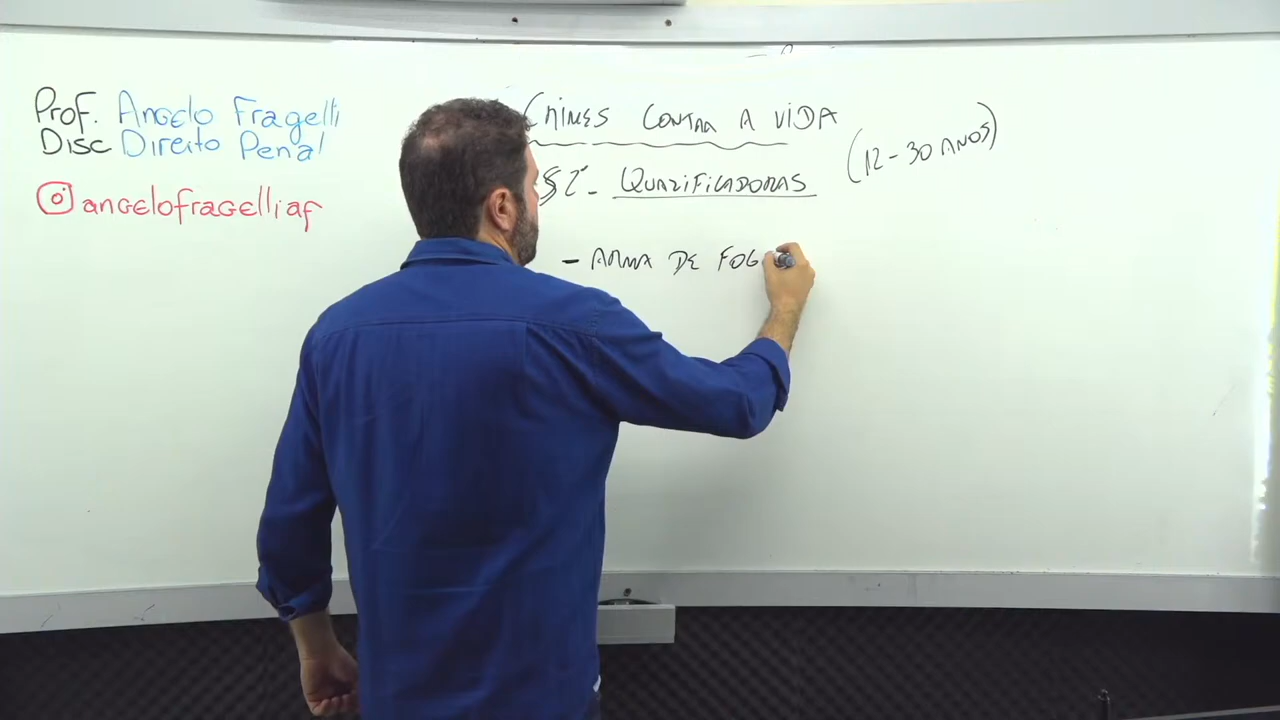 Prof. Angelo Fragelli
Disc Direito Penal
angelofragelliaf
CRIMES CONTRA A VIDA
§2º - QUALIFICADORAS (12-30 ANOS)
- ARMA DE FOG